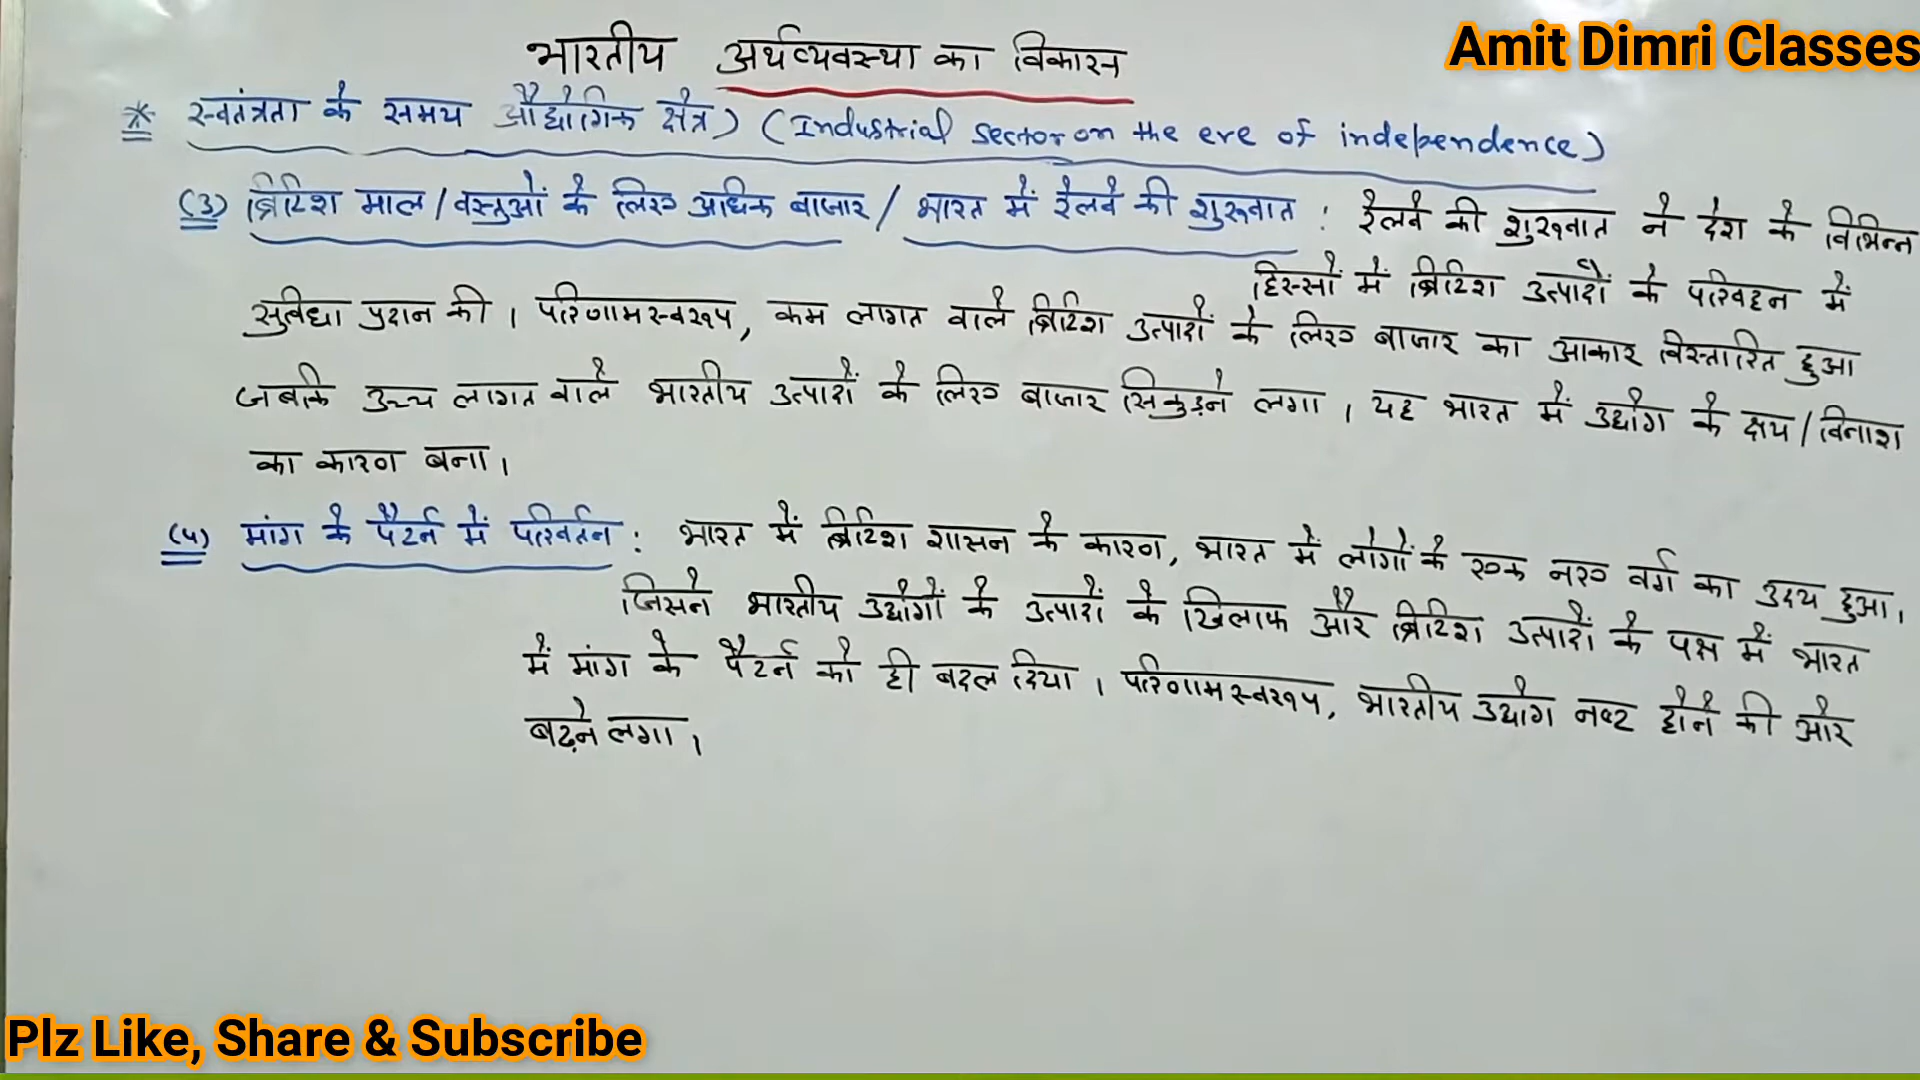 भारतीय अर्थव्यवस्था का विकास
Amit Dimri Classes
* स्वतंत्रता के समय औद्योगिक क्षेत्र) (Industrial Sector on the eve of independence)
(3) ब्रिटिश माल/वस्तुओं के लिए अधिक बाजार / भारत में रेलवे की शुरूवात : रेलवे की शुरूवात ने देश के विभिन्न
हिस्सों में ब्रिटिश उत्पादों के परिवहन में
सुविधा प्रदान की। परिणामस्वरूप, कम लागत वाले ब्रिटिश उत्पादों के लिए बाजार का आकार विस्तारित हुआ
जबकि उच्च लागत वाले भारतीय उत्पादों के लिए बाजार सिकुड़ने लगा। यह भारत में उद्योग के क्षय/विनाश
का कारण बना।
(4) मांग के पैटर्न में परिवर्तन : भारत में ब्रिटिश शासन के कारण, भारत में लोगों के एक नए वर्ग का उदय हुआ।
जिसने भारतीय उद्योगों के उत्पादों के खिलाफ और ब्रिटिश उत्पादों के पक्ष में भारत
में मांग के पैटर्न को ही बदल दिया। परिणामस्वरूप, भारतीय उद्योग नष्ट होने की ओर
बढ़ने लगा।
Plz Like, Share & Subscribe